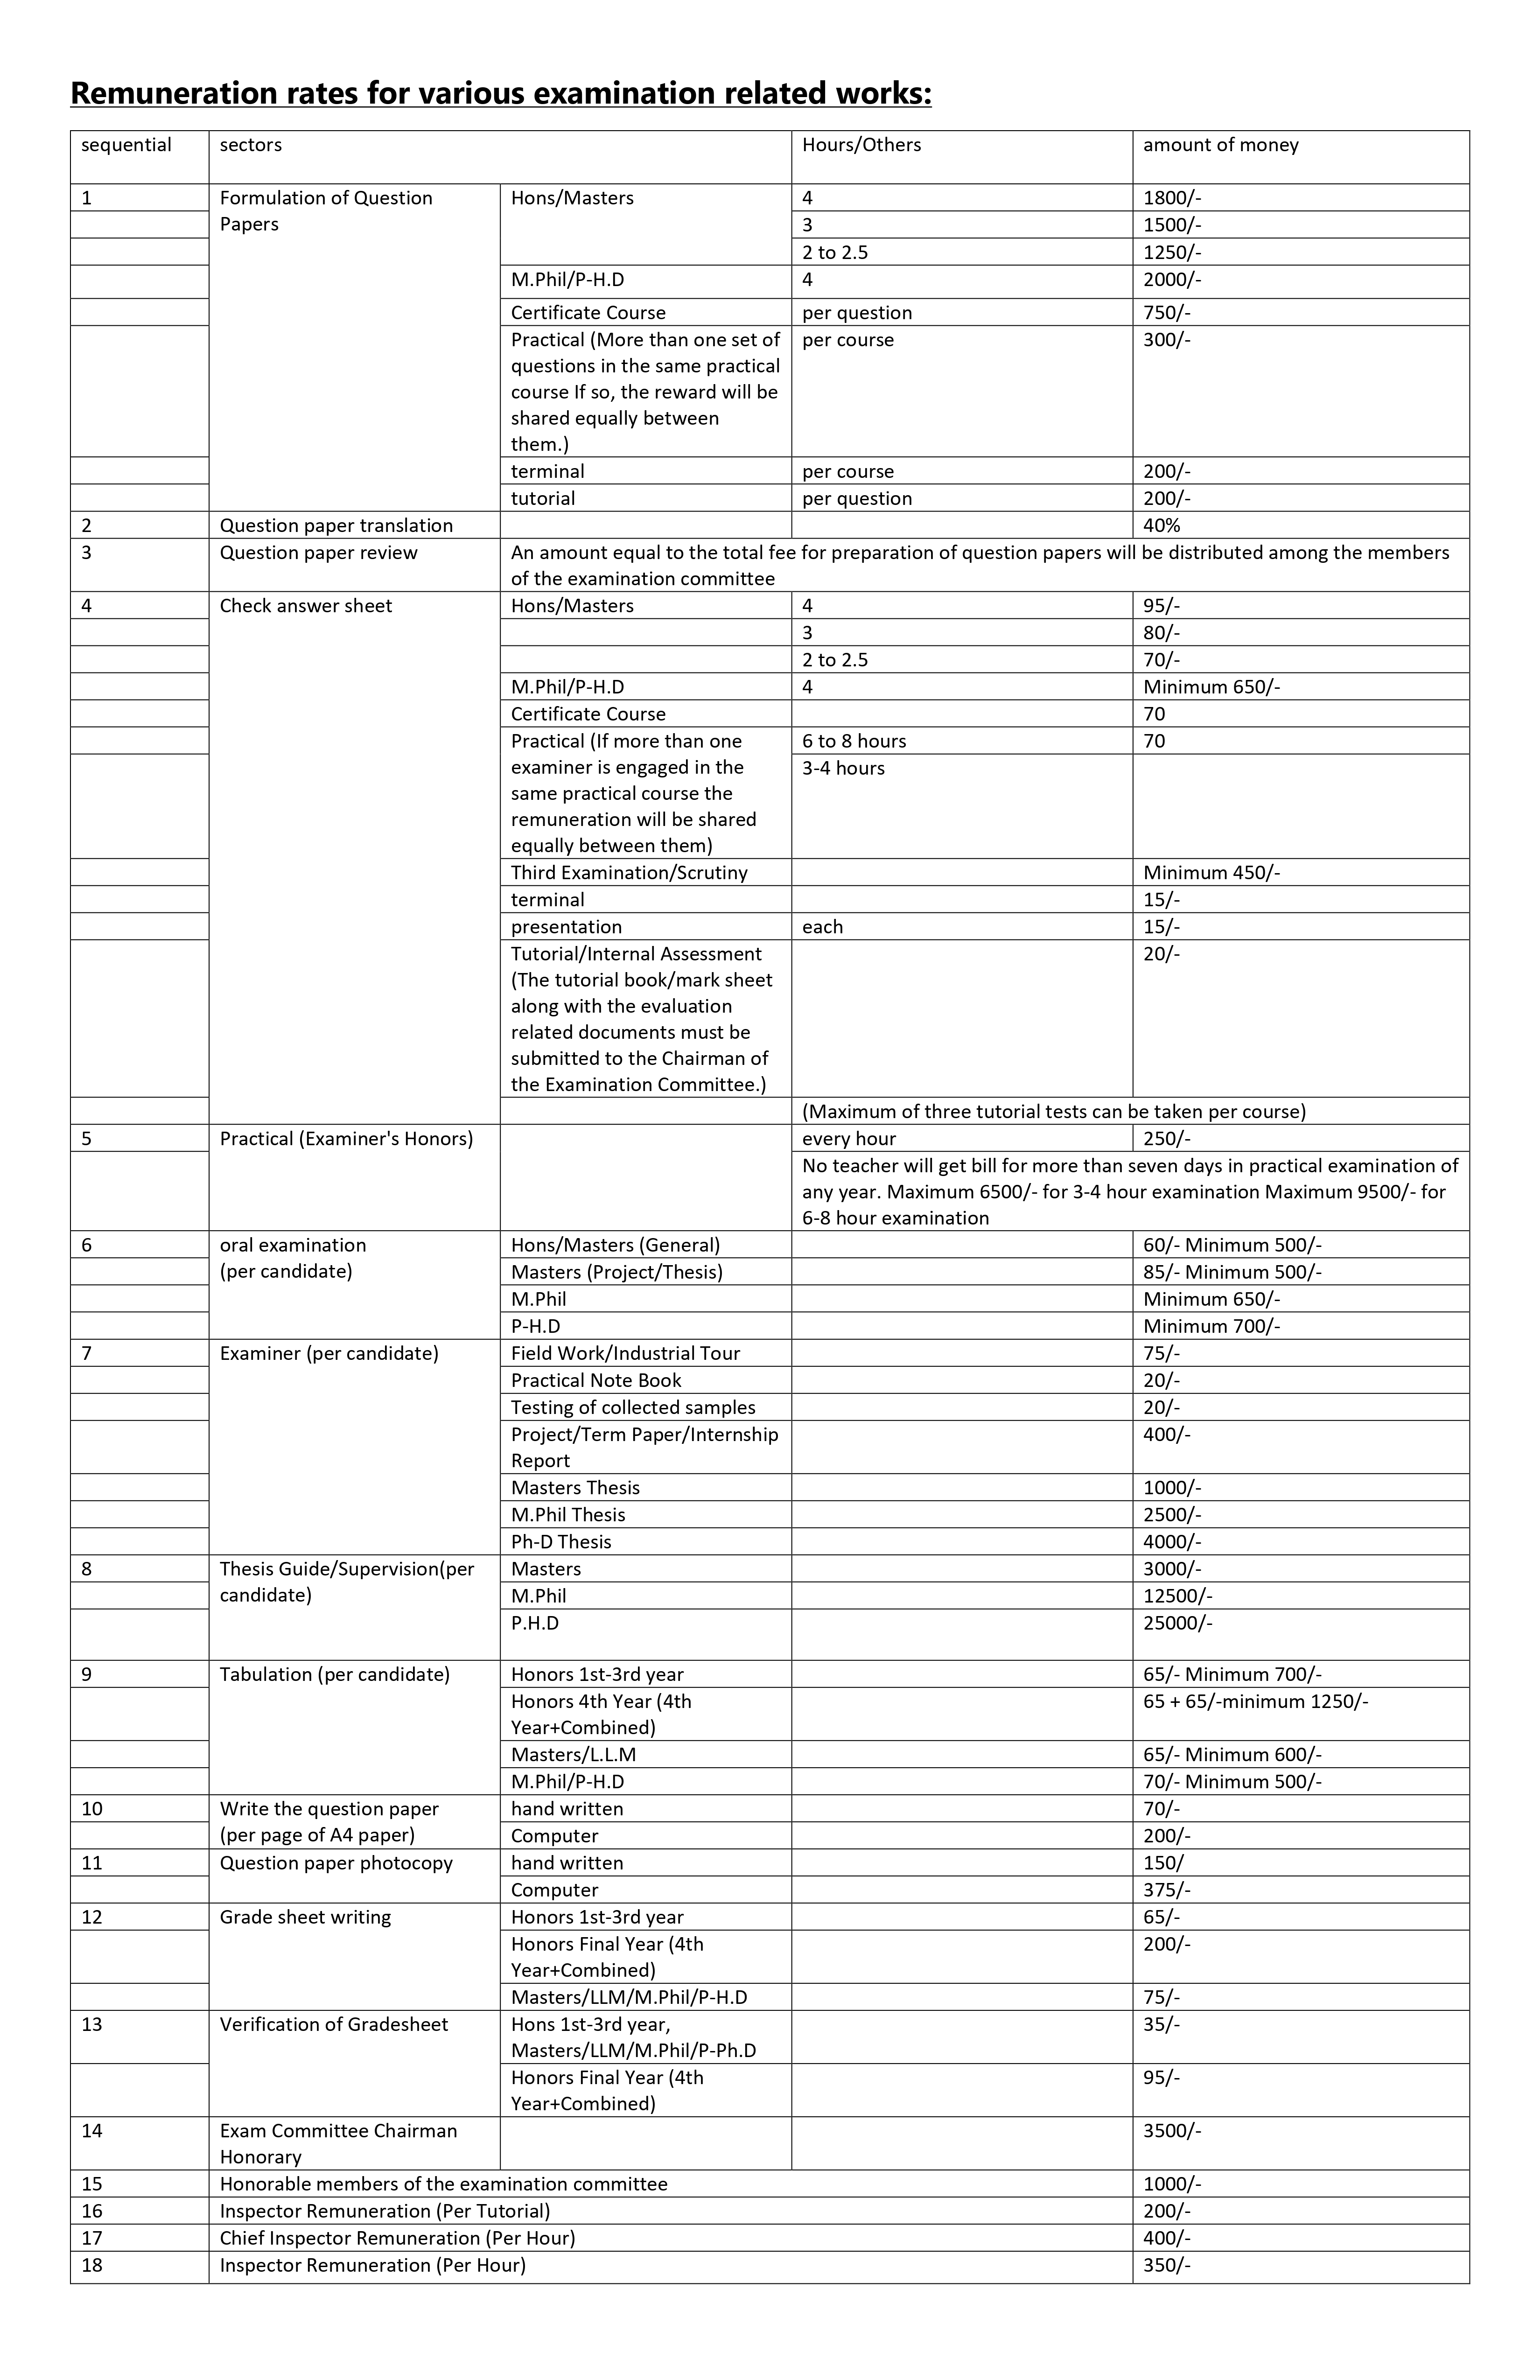 Remuneration rates for various examination related works:
sequential sectors Hours/Others amount of money
1 Formulation of Question Hons/Masters 4 1800/-
Papers 3 1500/-
2 to 2.5 1250/-
M.Phil/P-H.D 4 2000/-
Certificate Course per question 750/-
Practical (More than one set of per course 300/-
questions in the same practical
course If so, the reward will be
shared equally between
them.)
terminal per course 200/-
tutorial per question 200/-
2 Question paper translation 40%
3 Question paper review An amount equal to the total fee for preparation of question papers will be distributed among the members
of the examination committee
4 Check answer sheet Hons/Masters 4 95/-
3 80/-
2 to 2.5 70/-
M.Phil/P-H.D 4 Minimum 650/-
Certificate Course 70
Practical (If more than one 6 to 8 hours 70
examiner is engaged in the 3-4 hours
same practical course the
remuneration will be shared
equally between them)
Third Examination/Scrutiny Minimum 450/-
terminal 15/-
presentation each 15/-
Tutorial/Internal Assessment 20/-
(The tutorial book/mark sheet
along with the evaluation
related documents must be
submitted to the Chairman of
the Examination Committee.)
(Maximum of three tutorial tests can be taken per course)
5 Practical (Examiner's Honors) every hour 250/-
No teacher will get bill for more than seven days in practical examination of
any year. Maximum 6500/- for 3-4 hour examination Maximum 9500/- for
6-8 hour examination
6 oral examination Hons/Masters (General) 60/- Minimum 500/-
(per candidate) Masters (Project/Thesis) 85/- Minimum 500/-
M.Phil Minimum 650/-
P-H.D Minimum 700/-
7 Examiner (per candidate) Field Work/Industrial Tour 75/-
Practical Note Book 20/-
Testing of collected samples 20/-
Project/Term Paper/Internship 400/-
Report
Masters Thesis 1000/-
M.Phil Thesis 2500/-
Ph-D Thesis 4000/-
8 Thesis Guide/Supervision(per Masters 3000/-
candidate) M.Phil 12500/-
P.H.D 25000/-
9 Tabulation (per candidate) Honors 1st-3rd year 65/- Minimum 700/-
Honors 4th Year (4th 65 + 65/-minimum 1250/-
Year+Combined)
Masters/L.L.M 65/- Minimum 600/-
M.Phil/P-H.D 70/- Minimum 500/-
10 Write the question paper hand written 70/-
(per page of A4 paper) Computer 200/-
11 Question paper photocopy hand written 150/
Computer 375/-
12 Grade sheet writing Honors 1st-3rd year 65/-
Honors Final Year (4th 200/-
Year+Combined)
Masters/LLM/M.Phil/P-H.D 75/-
13 Verification of Gradesheet Hons 1st-3rd year, 35/-
Masters/LLM/M.Phil/P-Ph.D
Honors Final Year (4th 95/-
Year+Combined)
14 Exam Committee Chairman 3500/-
Honorary
15 Honorable members of the examination committee 1000/-
16 Inspector Remuneration (Per Tutorial) 200/-
17 Chief Inspector Remuneration (Per Hour) 400/-
18 Inspector Remuneration (Per Hour) 350/-